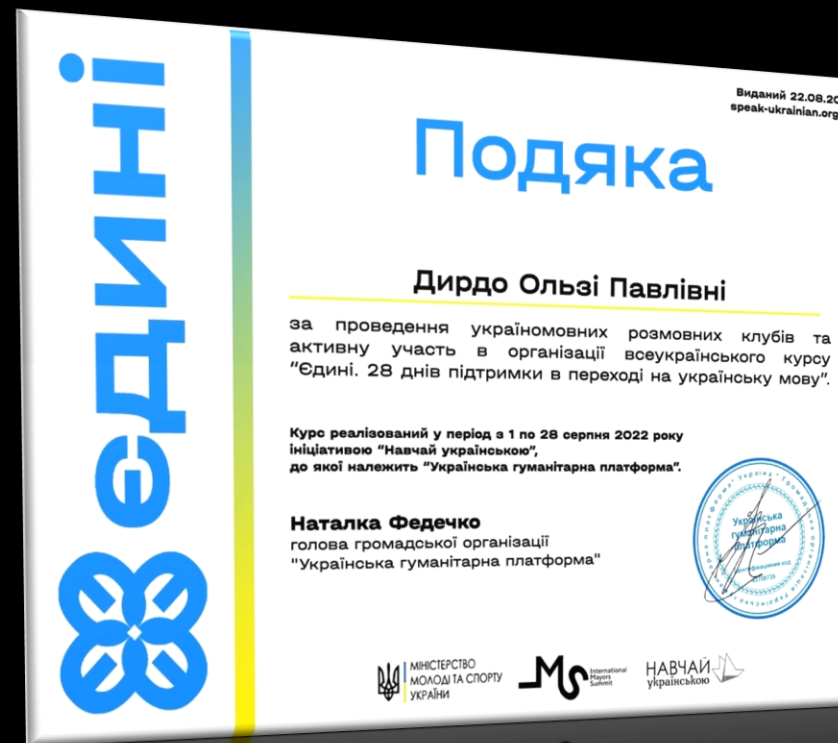 єдині
Виданий 22.08.20
speak-ukrainian.org
Подяка
Дирдо Ользі Павлівні
за проведення україномовних розмовних клубів та
активну участь в організації всеукраїнського курсу
"Єдині. 28 днів підтримки в переході на українську мову".
Курс реалізований у період з 1 по 28 серпня 2022 року
ініціативою "Навчай українською",
до якої належить "Українська гуманітарна платформа".
Наталка Федечко
голова громадської організації
"Українська гуманітарна платформа"
Українська
гуманітарна
платформа
МІНІСТЕРСТВО
МОЛОДІ ТА СПОРТУ
УКРАЇНИ
MS
International
Mayors
Summit
НАВЧАЙ
українською